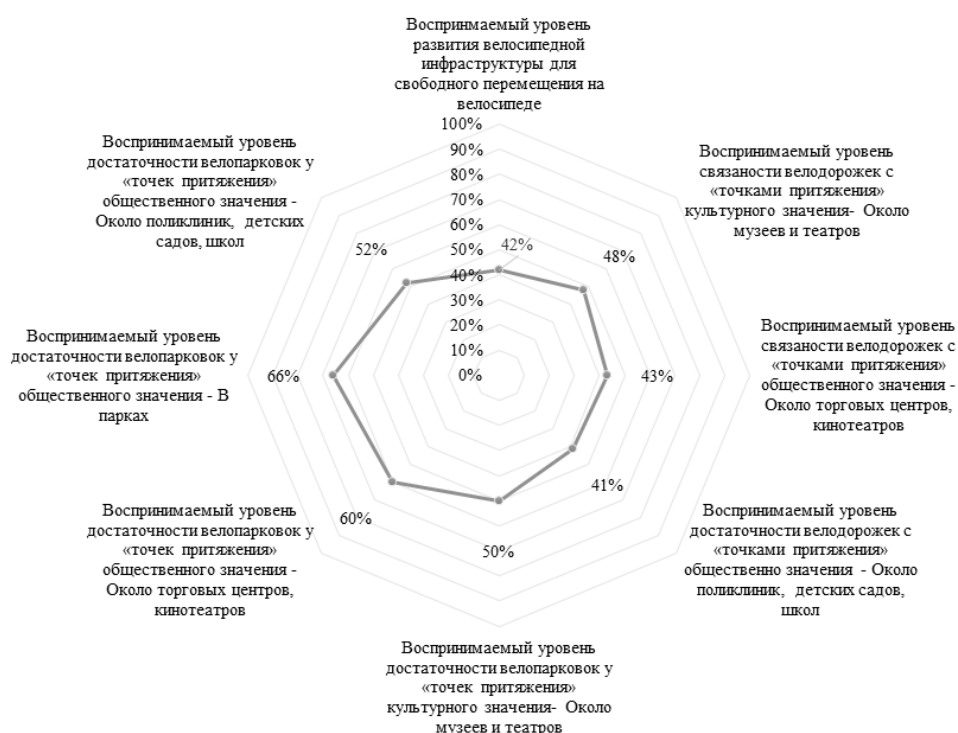 Воспринмаемый уровень
развития велосипедной
инфраструктуры для
свободного перемещения на
велосипеде
Воспринимаемый уровень
достаточности велопарковок у
«точек притяжения»
общественного значения -
Около поликлиник, детских
садов, школ
Воспринимаемый уровень
связаности велодорожек с
«точками притяжения»
культурного значения- Около
музеев и театров
100%
90%
80%
70%
60%
50%
40%
30%
20%
10%
0%
42%
48%
43%
41%
50%
60%
66%
52%
Воспринимаемый уровень
достаточности велопарковок у
«точек притяжения»
общественного значения - В
парках
Воспринимаемый уровень
связаности велодорожек с
«точками притяжения»
общественного значения -
Около торговых центров,
кинотеатров
Воспринимаемый уровень
достаточности велопарковок у
«точек притяжения»
общественного значения -
Около торговых центров,
кинотеатров
Воспринимаемый уровень
достаточности велодорожек с
«точками притяжения»
общественно значения - Около
поликлиник, детских садов,
школ
Воспринимаемый уровень
достаточности велопарковок у
«точек притяжения»
культурного значения- Около
музеев и театров